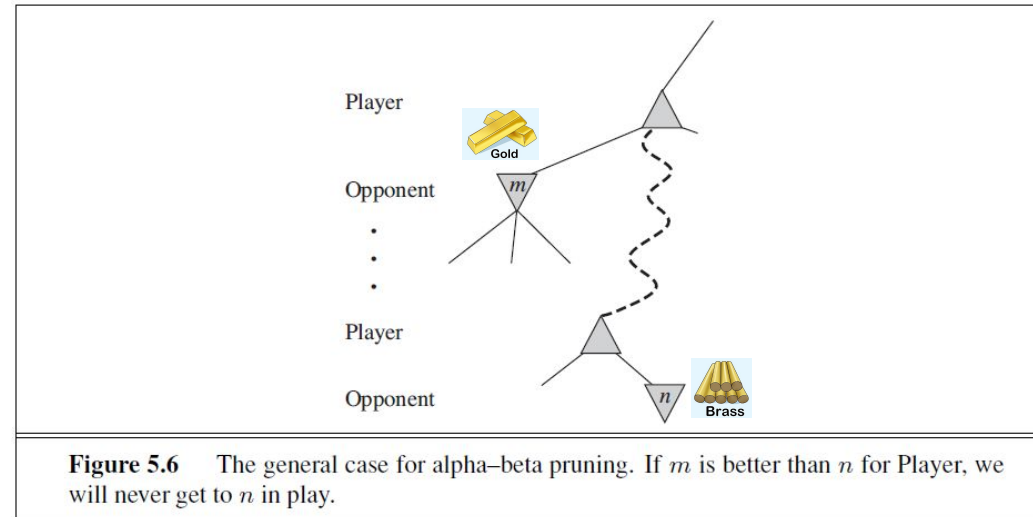 Player
Gold
Opponent
m
Player
Opponent
n
Brass
Figure 5.6 The general case for alpha–beta pruning. If m is better than n for Player, we
will never get to n in play.